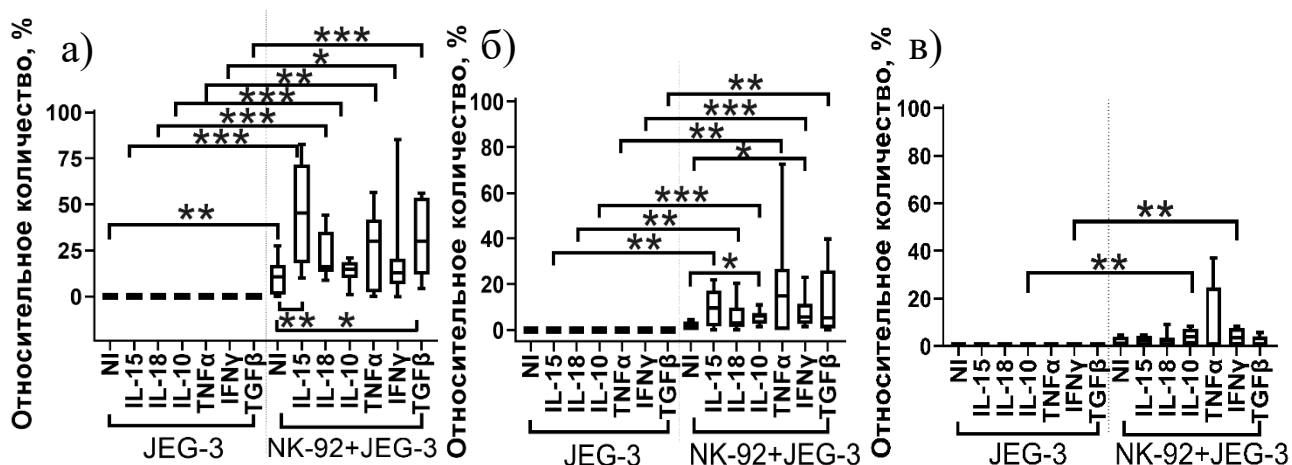 а)
Относительное количество, %
100
75
50
25
0
***
*
**
***
***
***
**
**
*
NI
IL-15
IL-18
IL-10
TNFα
IFNγ
TGFβ
NI
IL-15
IL-18
IL-10
TNFα
IFNγ
TGFβ
JEG-3
NK-92+JEG-3
б)
Относительное количество, %
100
80
60
40
20
0
**
***
**
*
***
**
**
*
NI
IL-15
IL-18
IL-10
TNFα
IFNγ
TGFβ
NI
IL-15
IL-18
IL-10
TNFα
IFNγ
TGFβ
JEG-3
NK-92+JEG-3
в)
Относительное количество, %
100
80
60
40
20
0
**
**
NI
IL-15
IL-18
IL-10
TNFα
IFNγ
TGFβ
NI
IL-15
IL-18
IL-10
TNFα
IFNγ
TGFβ
JEG-3
NK-92+JEG-3